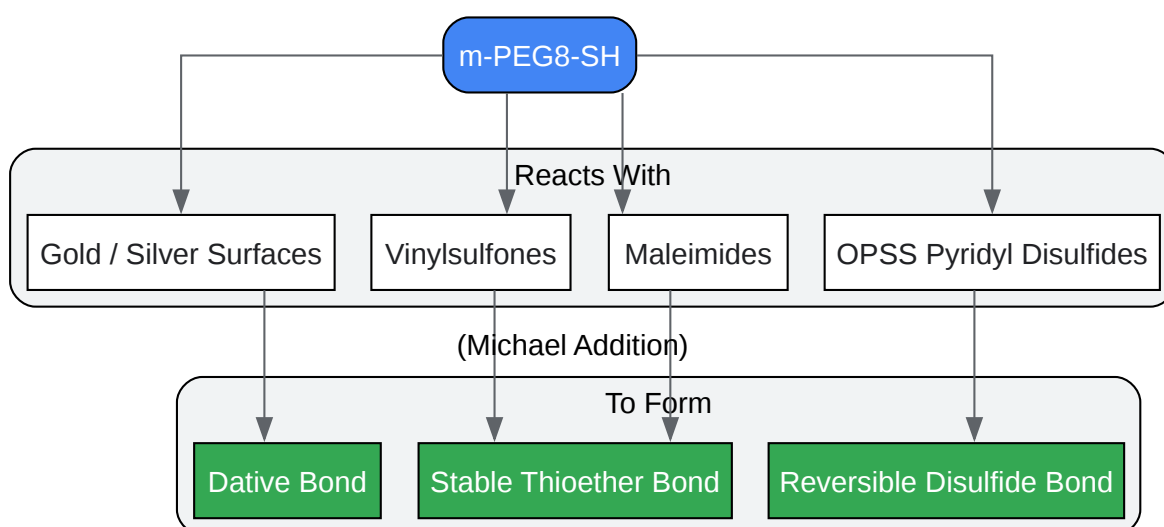 m-PEG8-SH
Reacts With
Gold / Silver Surfaces
Vinylsulfones
Maleimides
OPSS Pyridyl Disulfides
(Michael Addition)
To Form
Dative Bond
Stable Thioether Bond
Reversible Disulfide Bond